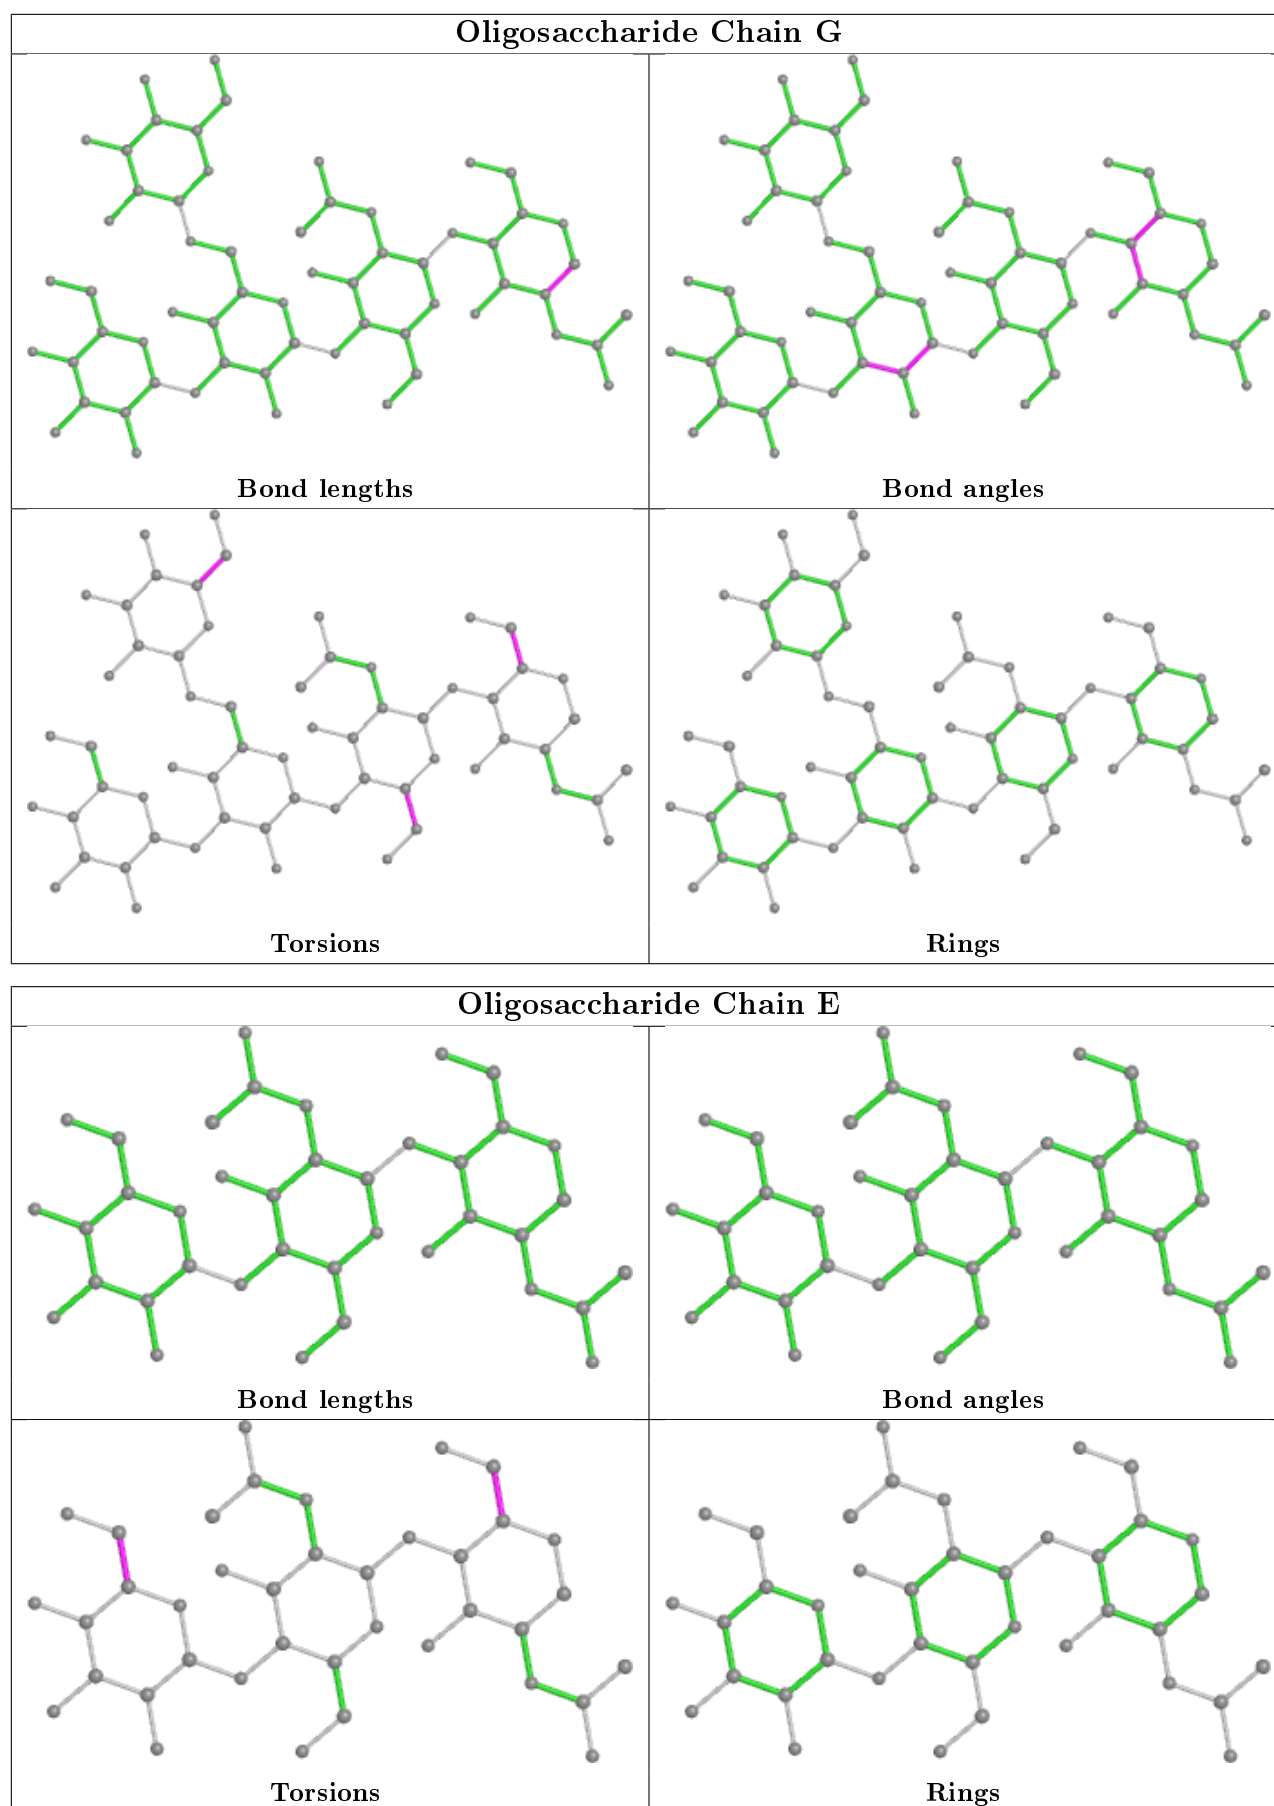 Oligosaccharide Chain G
Bond lengths
Bond angles
Torsions
Rings
Oligosaccharide Chain E
Bond lengths
Bond angles
Torsions
Rings